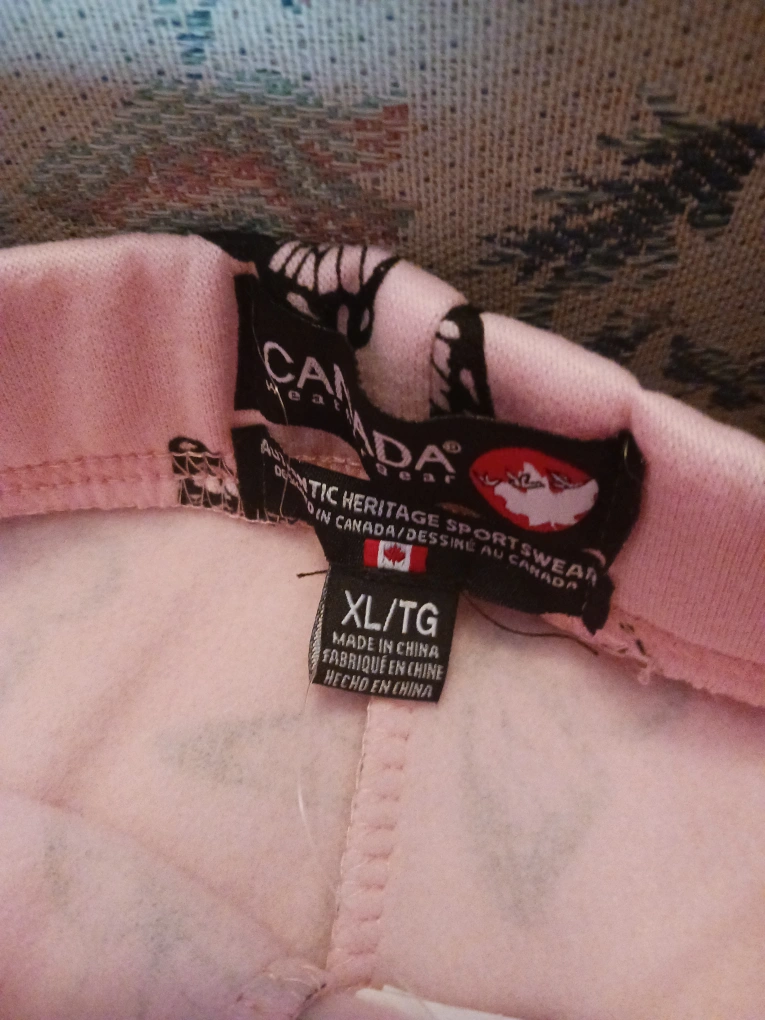 CANADA®
weather gear
AUTHENTIC HERITAGE SPORTSWEAR
DESIGNED IN CANADA/DESSINÉ AU CANADA
XL/TG
MADE IN CHINA
FABRIQUÉ EN CHINE
HECHO EN CHINA